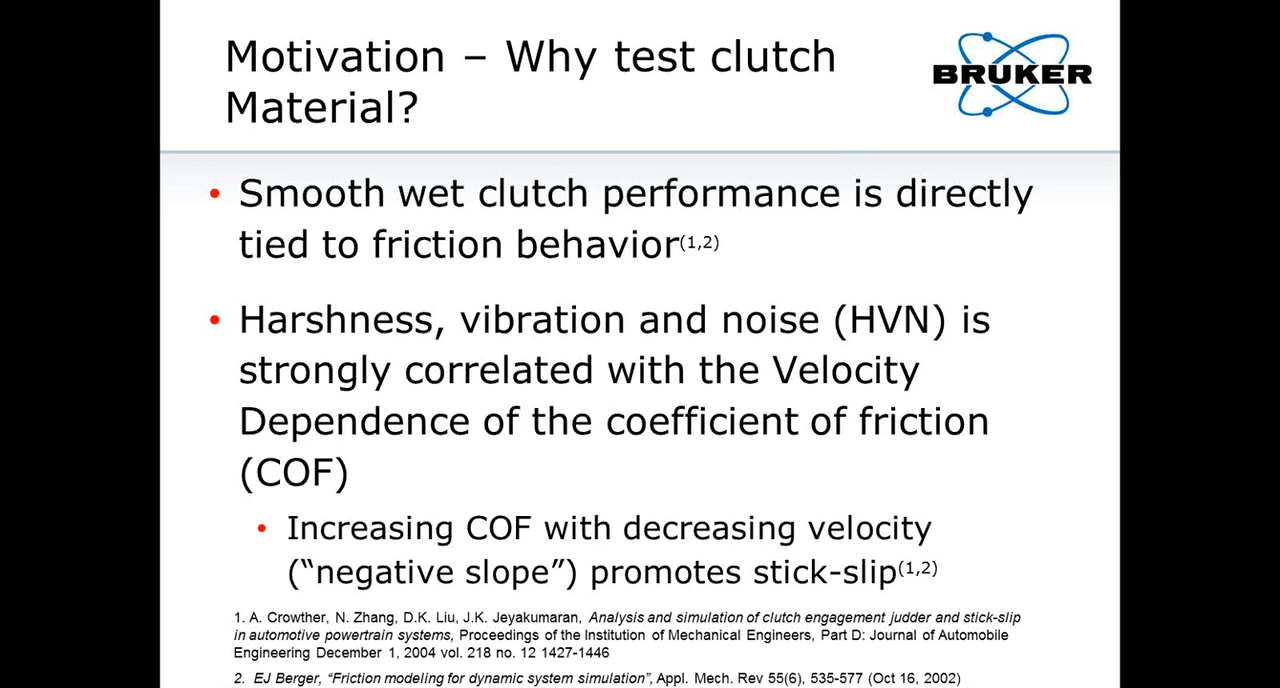 Motivation – Why test clutch
Material?
BRUKER
• Smooth wet clutch performance is directly
tied to friction behavior(1,2)
• Harshness, vibration and noise (HVN) is
strongly correlated with the Velocity
Dependence of the coefficient of friction
(COF)
• Increasing COF with decreasing velocity
(“negative slope”) promotes stick-slip(1,2)
1. A. Crowther, N. Zhang, D.K. Liu, J.K. Jeyakumaran, Analysis and simulation of clutch engagement judder and stick-slip
in automotive powertrain systems, Proceedings of the Institution of Mechanical Engineers, Part D: Journal of Automobile
Engineering December 1, 2004 vol. 218 no. 12 1427-1446
2. EJ Berger, “Friction modeling for dynamic system simulation”, Appl. Mech. Rev 55(6), 535-577 (Oct 16, 2002)